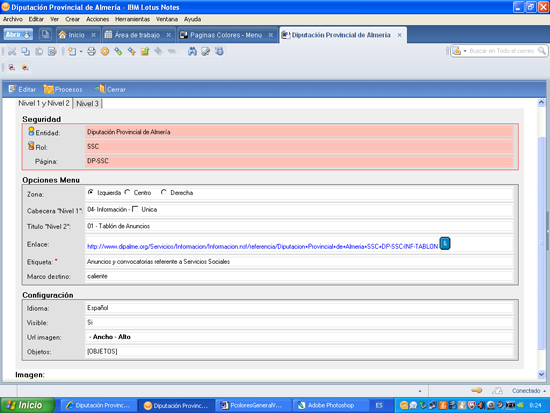 Diputación Provincial de Almería - IBM Lotus Notes
Archivo Editar Ver Crear Acciones Herramientas Ventana Ayuda
Abrir Inicio Área de trabajo Paginas Colores - Menu Diputación Provincial de Almería
Buscar en Todo el correo
Editar Procesos Cerrar
Nivel 1 y Nivel 2 Nivel 3
Seguridad
Entidad: Diputación Provincial de Almería
Rol: SSC
Página: DP-SSC
Opciones Menu
Zona: Izquierda Centro Derecha
Cabecera "Nivel 1": 04- Información - Unica
Titulo "Nivel 2": 01 - Tablón de Anuncios
Enlace: http://www.dipalme.org/Servicios/Informacion/Informacion.nsf/referencia/Diputacion+Provincial+de+Almeria+SSC+DP-SSC-INF-TABLON
Etiqueta: * Anuncios y convocatorias referente a Servicios Sociales
Marco destino: caliente
Configuración
Idioma: Español
Visible: Si
Url imagen: - Ancho - Alto
Objetos: [OBJETOS]
Imagen:
Conectado
Inicio Diputación Provinc... Diputación Provinc... PcoloresGeneralV... Adobe Photoshop ES 8:24